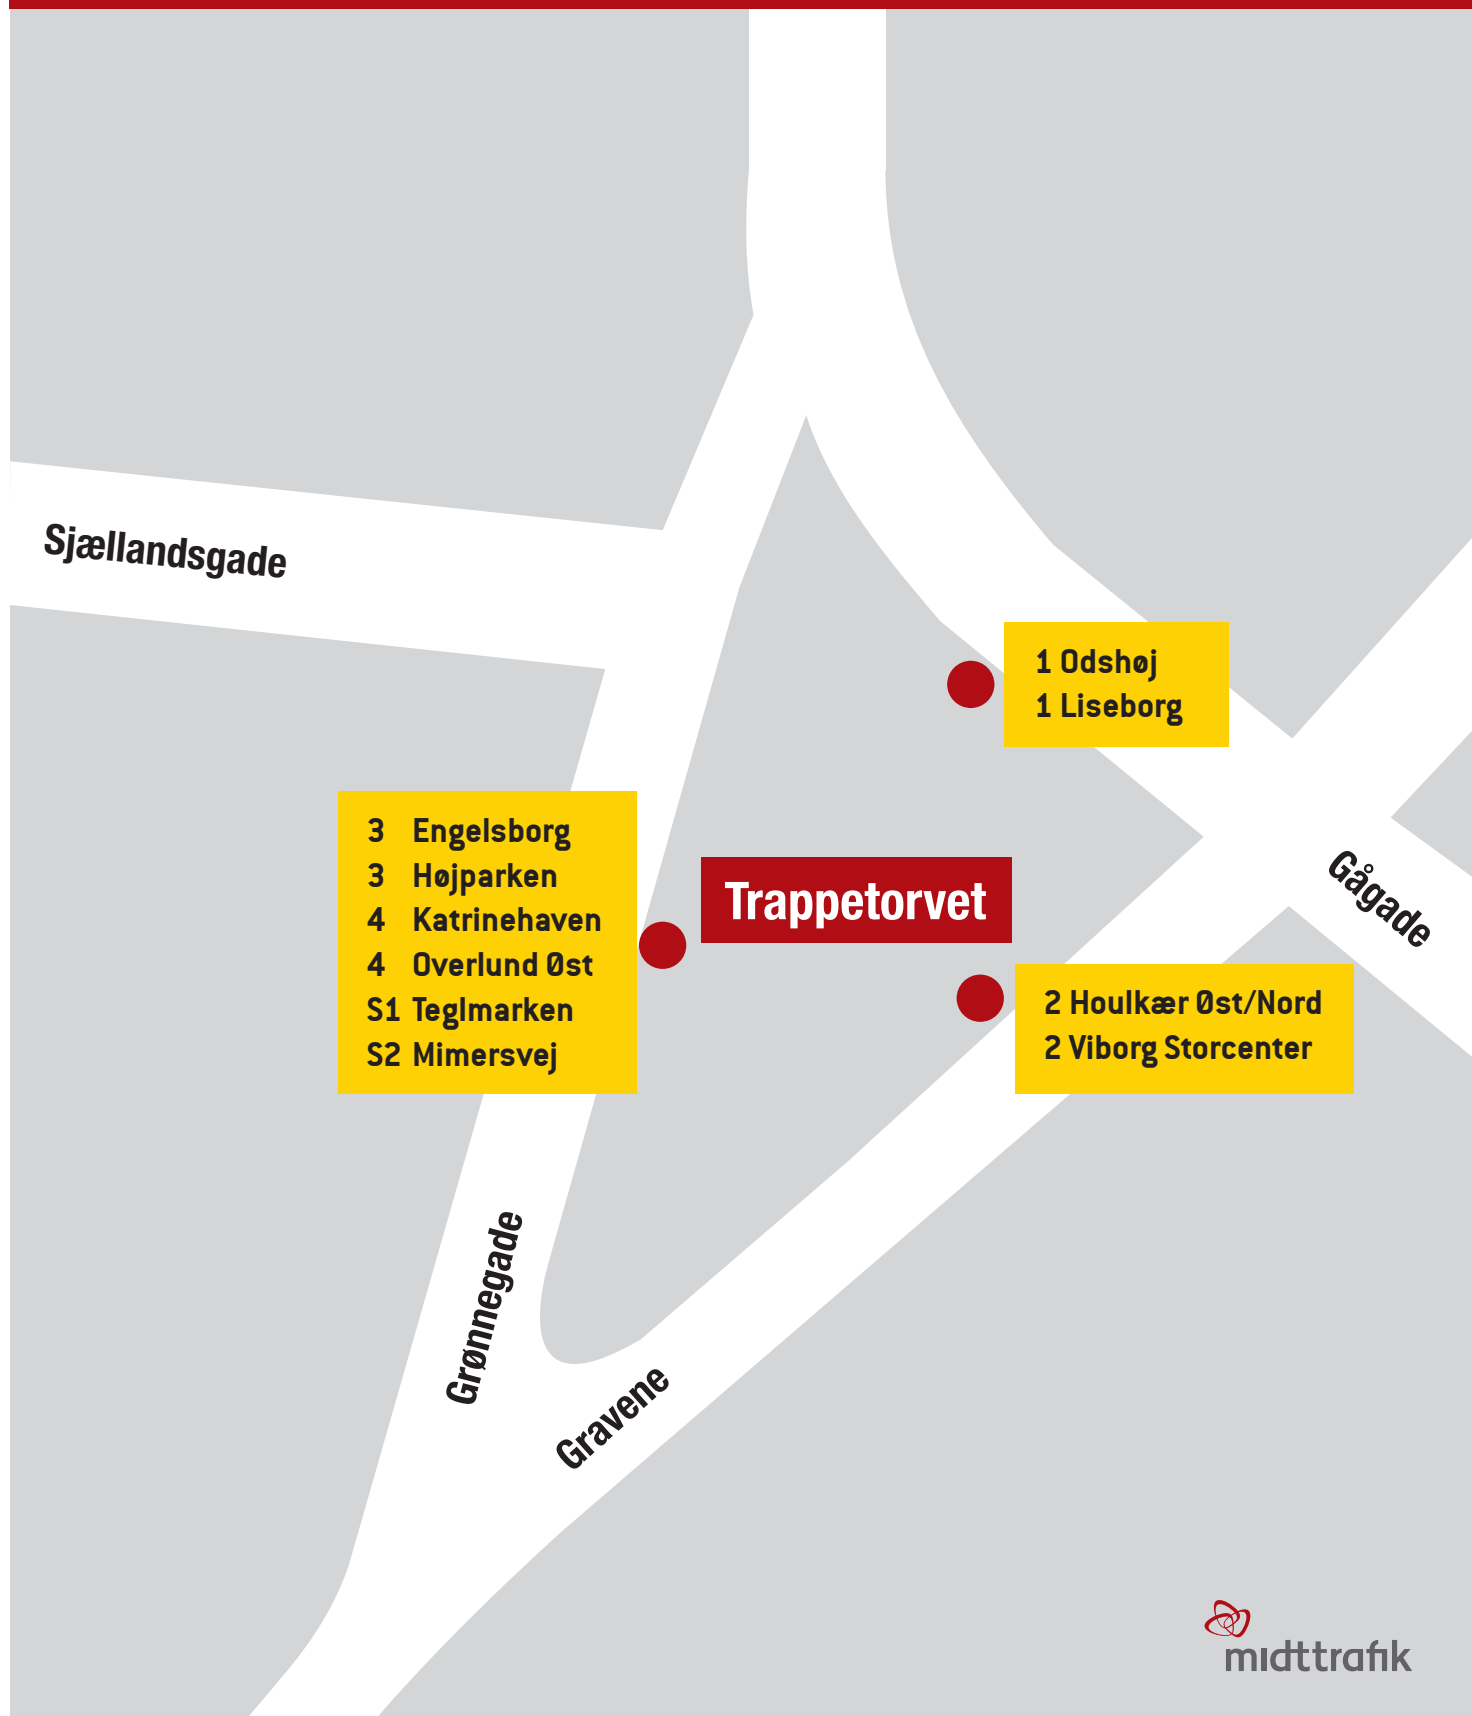 Sjællandsgade
1 Odshøj
1 Liseborg
3 Engelsborg
3 Højparken
4 Katrinehaven
4 Overlund Øst
S1 Teglmarken
S2 Mimersvej
Trappetorvet
Gågade
2 Houlkær Øst/Nord
2 Viborg Storcenter
Grønnegade
Gravene
midttrafik